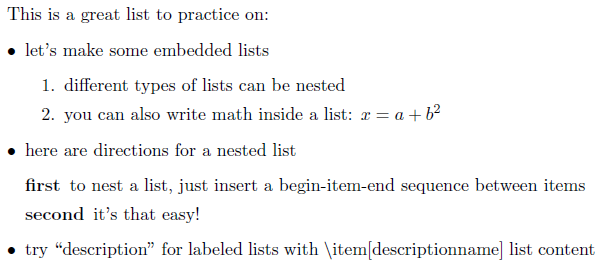 This is a great list to practice on:
• let’s make some embedded lists
1. different types of lists can be nested
2. you can also write math inside a list: x = a + b²
• here are directions for a nested list
first to nest a list, just insert a begin-item-end sequence between items
second it’s that easy!
• try “description” for labeled lists with \item[descriptionname] list content